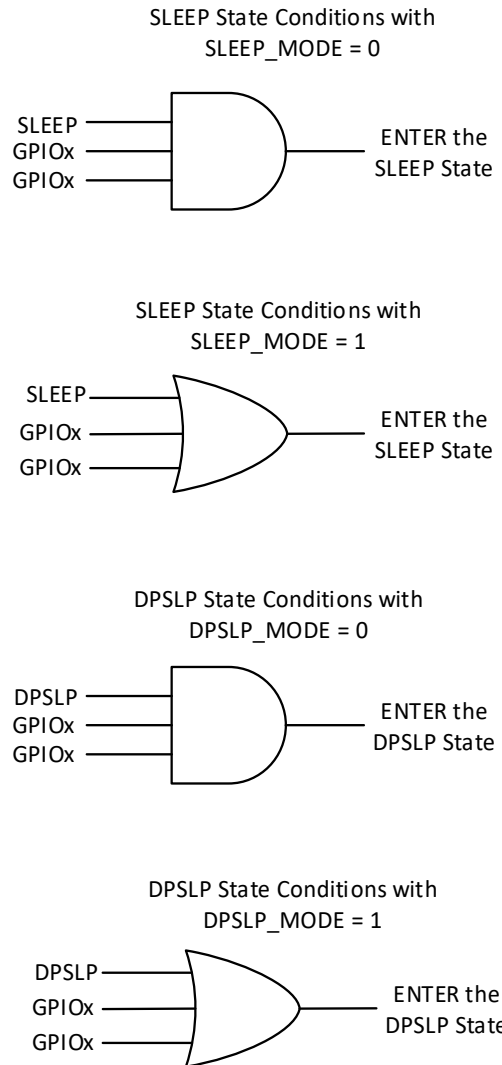 SLEEP State Conditions with
SLEEP_MODE = 0
SLEEP
GPIOx
GPIOx
ENTER the
SLEEP State
SLEEP State Conditions with
SLEEP_MODE = 1
SLEEP
GPIOx
GPIOx
ENTER the
SLEEP State
DPSLP State Conditions with
DPSLP_MODE = 0
DPSLP
GPIOx
GPIOx
ENTER the
DPSLP State
DPSLP State Conditions with
DPSLP_MODE = 1
DPSLP
GPIOx
GPIOx
ENTER the
DPSLP State